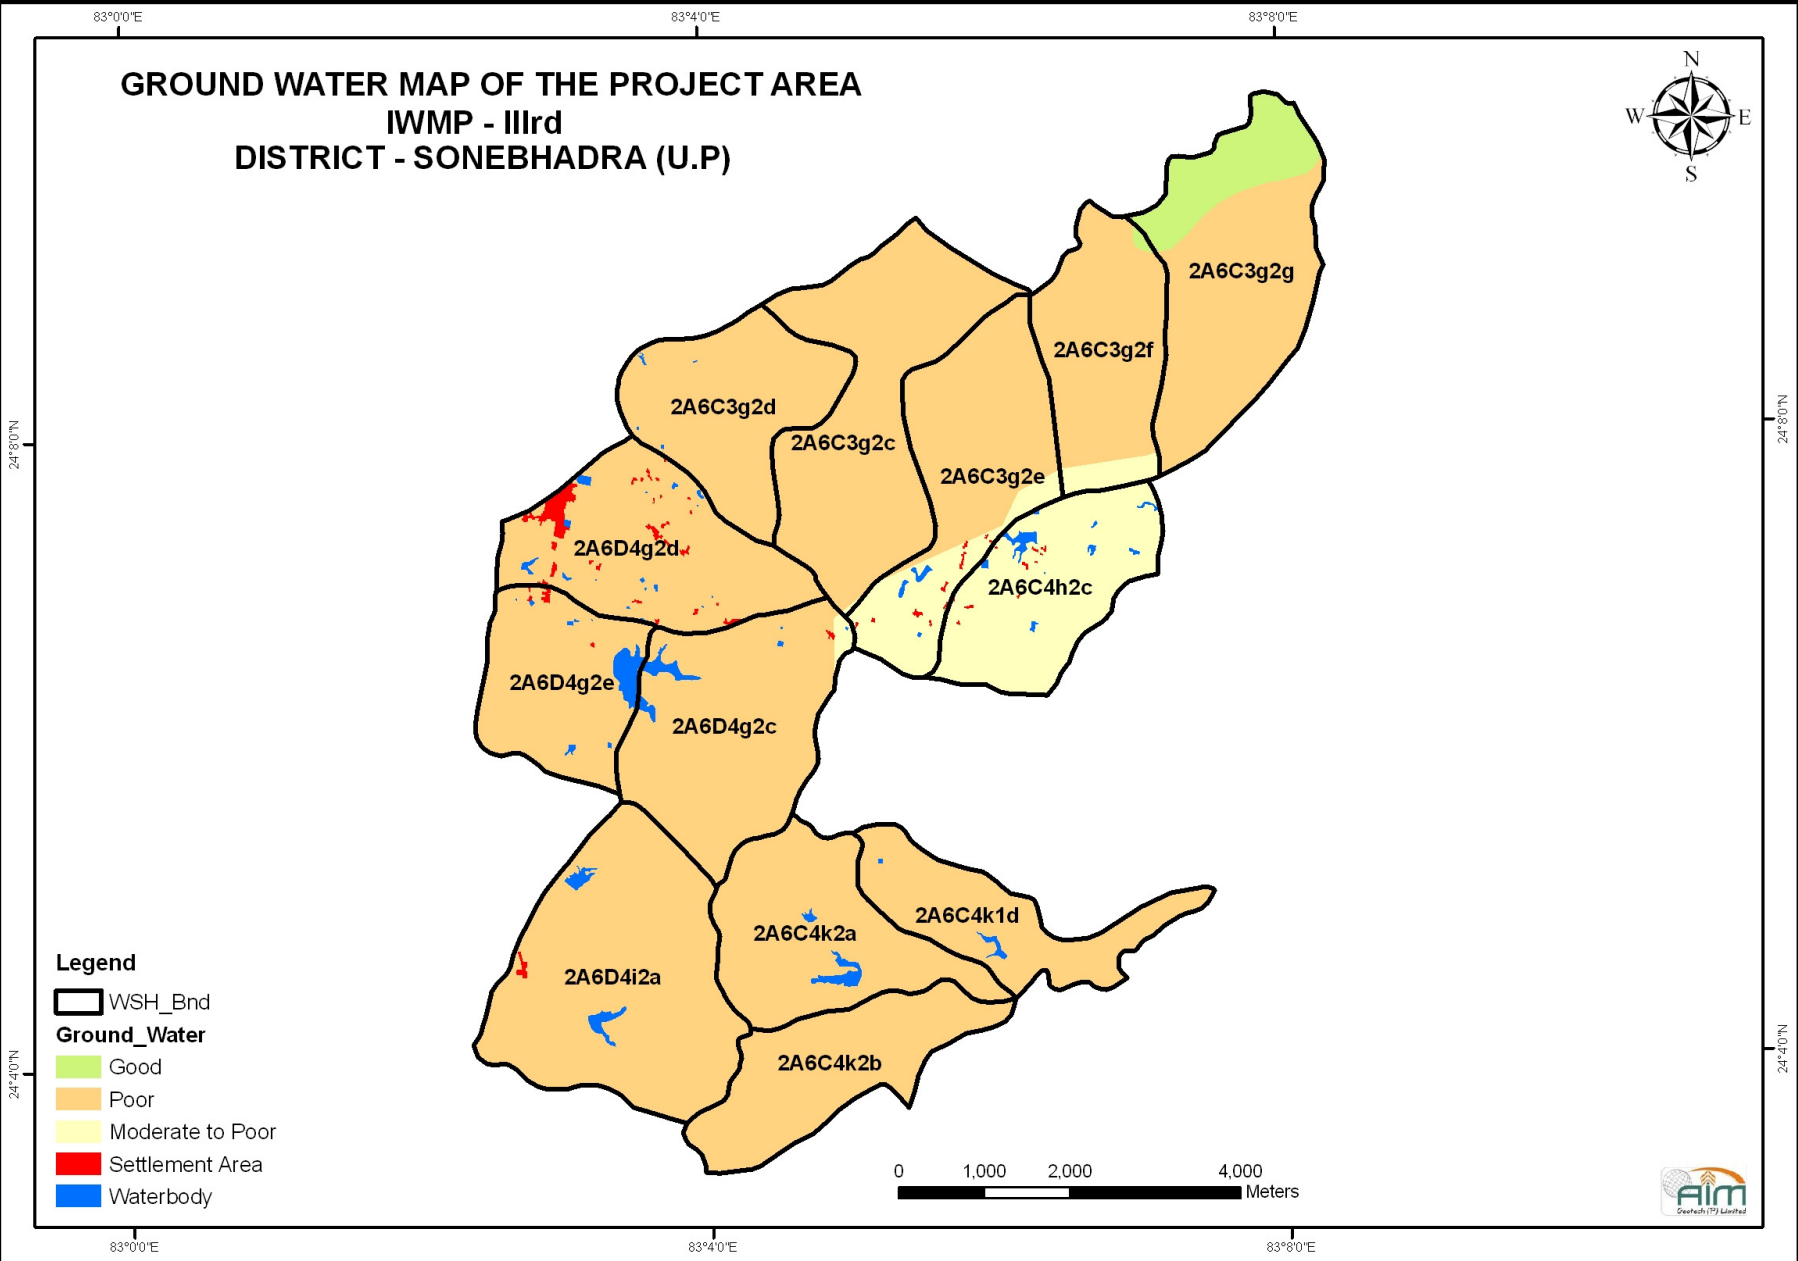 83°0'0"E
83°4'0"E
83°8'0"E
GROUND WATER MAP OF THE PROJECT AREA
IWMP - IIIrd
DISTRICT - SONEBHADRA (U.P)
N
W
E
S
2A6C3g2g
2A6C3g2f
2A6C3g2d
2A6C3g2c
2A6C3g2e
24°8'0"N
24°8'0"N
2A6D4g2d
2A6C4h2c
2A6D4g2e
2A6D4g2c
2A6C4k1d
2A6C4k2a
2A6D4i2a
2A6C4k2b
24°4'0"N
24°4'0"N
Legend
WSH_Bnd
Ground_Water
Good
Poor
Moderate to Poor
Settlement Area
Waterbody
0 1,000 2,000 4,000
Meters
AIM
Geotech (P) Limited
83°0'0"E
83°4'0"E
83°8'0"E